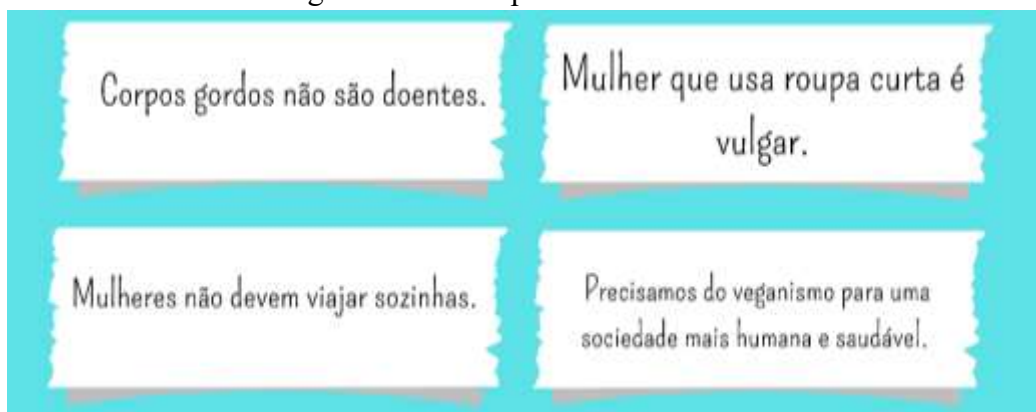 Corpos gordos não são doentes.
Mulher que usa roupa curta é
vulgar.
Mulheres não devem viajar sozinhas.
Precisamos do veganismo para uma
sociedade mais humana e saudável.